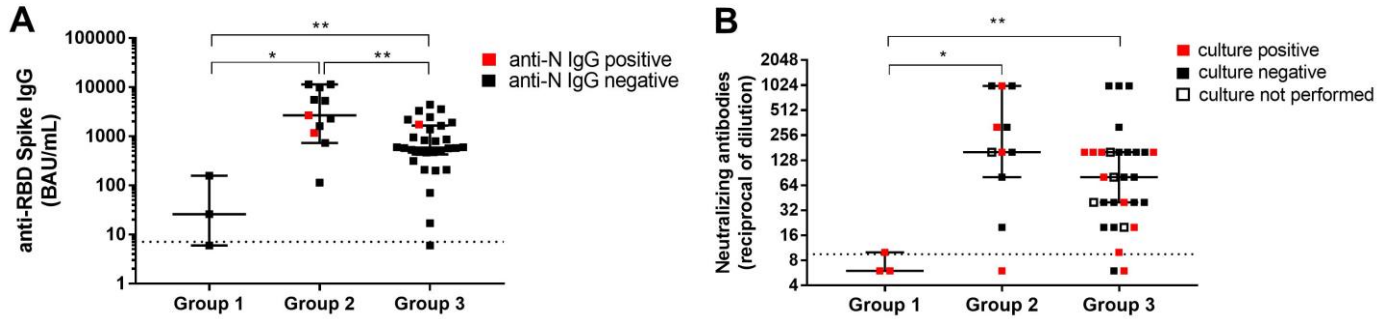 A
anti-RBD Spike IgG
(BAU/mL)
100000
10000
1000
100
10
1
**
*
**
Group 1
Group 2
Group 3
anti-N IgG positive
anti-N IgG negative
B
Neutralizing antibodies
(reciprocal of dilution)
2048
1024
512
256
128
64
32
16
8
4
**
*
Group 1
Group 2
Group 3
culture positive
culture negative
culture not performed